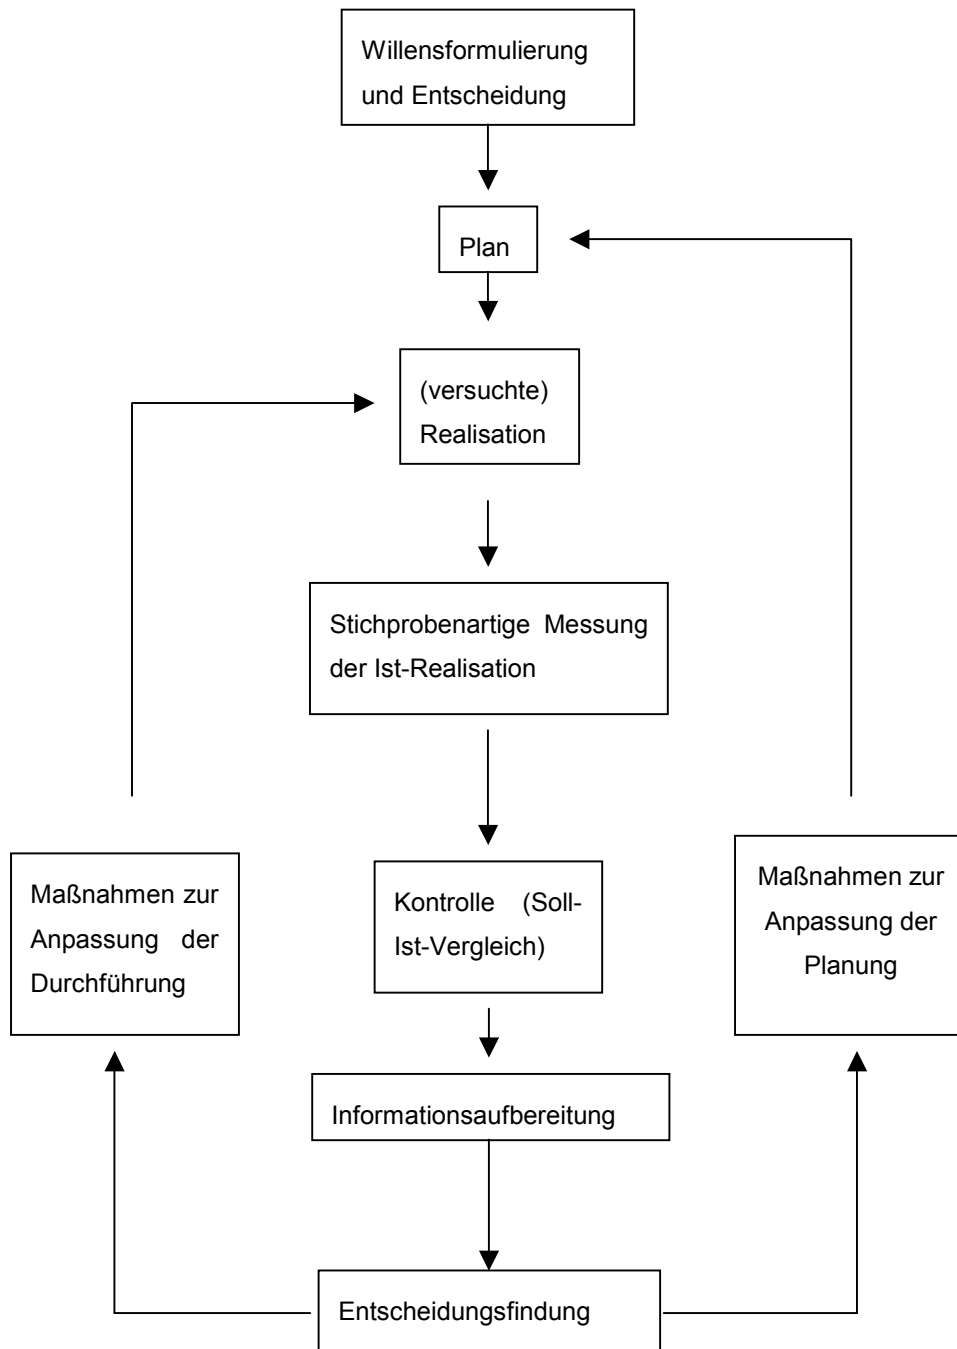 Willensformulierung
und Entscheidung
Plan
(versuchte)
Realisation
Stichprobenartige Messung
der Ist-Realisation
Maßnahmen zur
Anpassung der
Durchführung
Kontrolle (Soll-
Ist-Vergleich)
Maßnahmen zur
Anpassung der
Planung
Informationsaufbereitung
Entscheidungsfindung